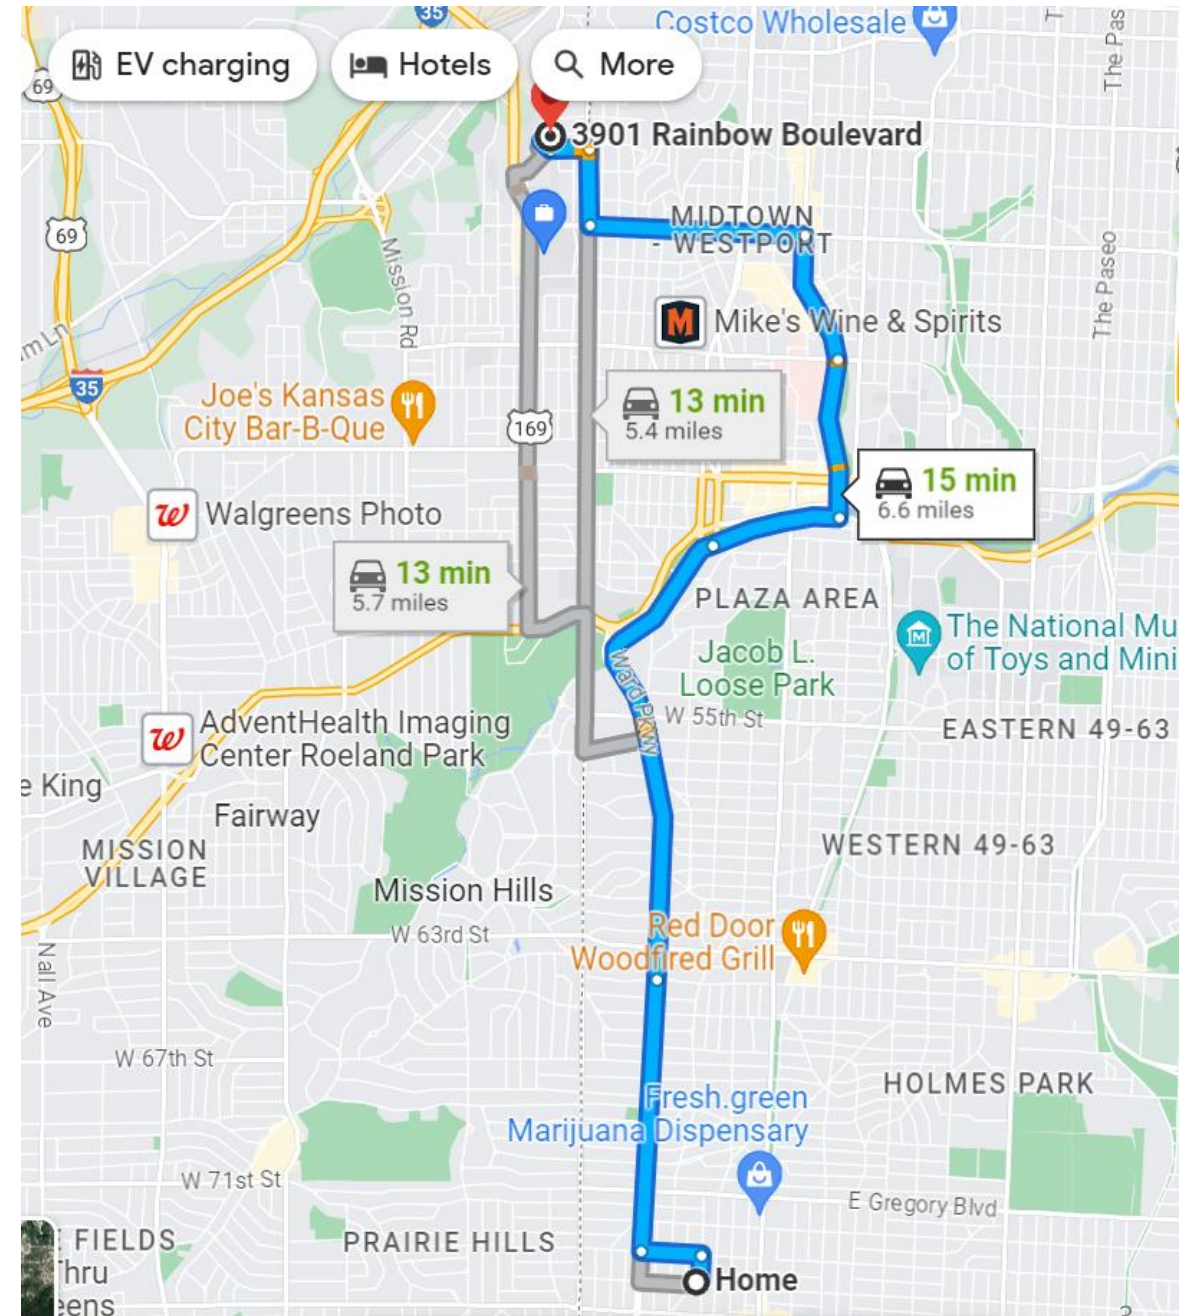 35
Costco Wholesale
The Pas
EV charging
Hotels
More
69
3901 Rainbow Boulevard
69
MIDTOWN
- WESTPORT
Mission Rd
The Paseo
Mike's Wine & Spirits
35
Joe's Kansas
City Bar-B-Que
13 min
5.4 miles
169
15 min
6.6 miles
Walgreens Photo
13 min
5.7 miles
PLAZA AREA
The National Mu
of Toys and Mini
Jacob L.
Loose Park
Ward Pkwy
W 55th St
AdventHealth Imaging
Center Roeland Park
EASTERN 49-63
e King
Fairway
MISSION
VILLAGE
WESTERN 49-63
Mission Hills
Red Door
Woodfired Grill
W 63rd St
Nall Ave
W 67th St
HOLMES PARK
Fresh.green
Marijuana Dispensary
W 71st St
E Gregory Blvd
FIELDS
PRAIRIE HILLS
Thru
eens
Home